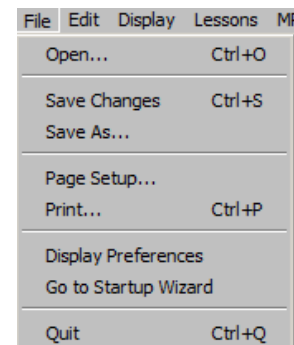 File Edit Display Lessons
Open... Ctrl+O
Save Changes Ctrl+S
Save As...
Page Setup...
Print... Ctrl+P
Display Preferences
Go to Startup Wizard
Quit Ctrl+Q